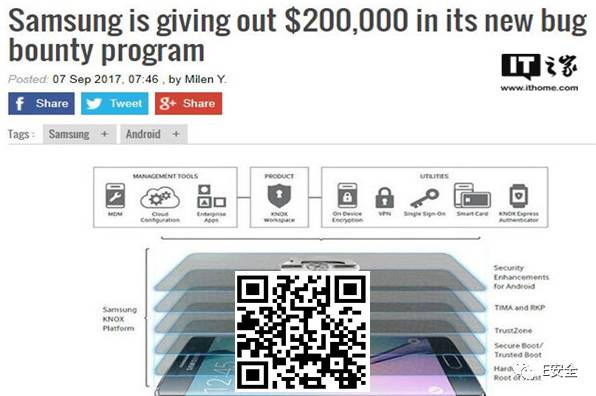 Samsung is giving out $200,000 in its new bug
bounty program
Posted: 07 Sep 2017, 07:46 , by Milen Y.
IT之家
www.ithome.com
f Share
Tweet
g+ Share
Tags :
Samsung +
Android +
MANAGEMENT TOOLS
PRODUCT
UTILITIES
MDM
Cloud
Configuration
Enterprise
Apps
KNOX
Workspace
On Device
Encryption
VPN
Single Sign-On
Smart Card
KNOX Express
Authenticator
Samsung
KNOX
Platform
Security
Enhancements
for Android
TIMA and RKP
TrustZone
Secure Boot/
Trusted Boot
Root of
E安全
SAMSUNG